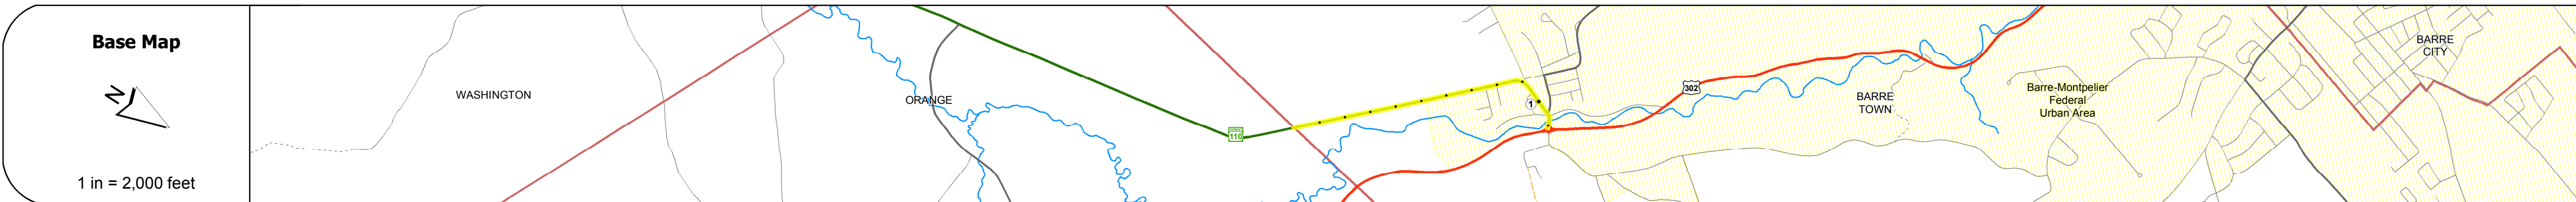 Base Map
N
1 in = 2,000 feet
WASHINGTON
ORANGE
110
1
302
BARRE
TOWN
Barre-Montpelier
Federal
Urban Area
BARRE
CITY